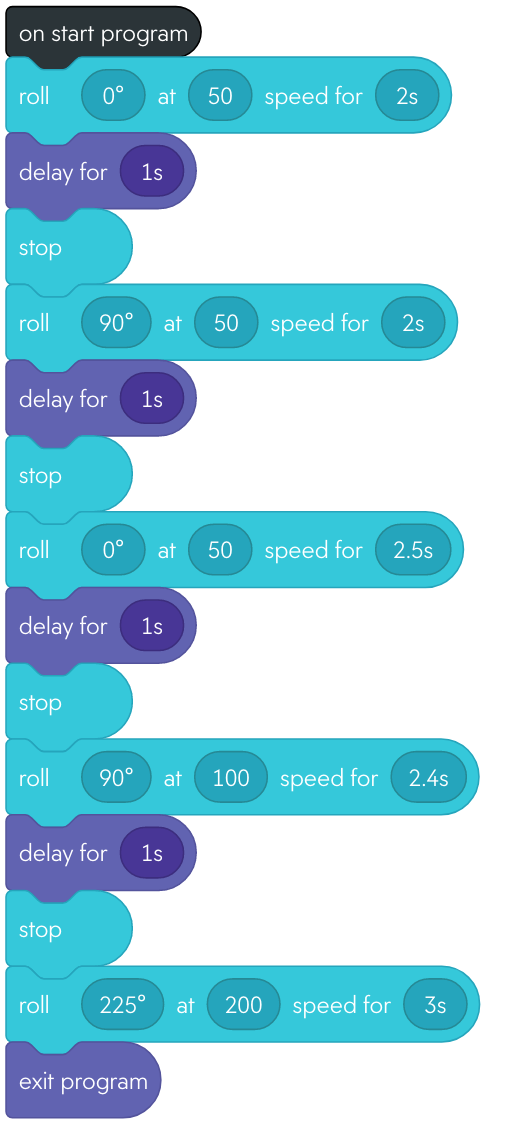 on start program
roll 0° at 50 speed for 2s
delay for 1s
stop
roll 90° at 50 speed for 2s
delay for 1s
stop
roll 0° at 50 speed for 2.5s
delay for 1s
stop
roll 90° at 100 speed for 2.4s
delay for 1s
stop
roll 225° at 200 speed for 3s
exit program